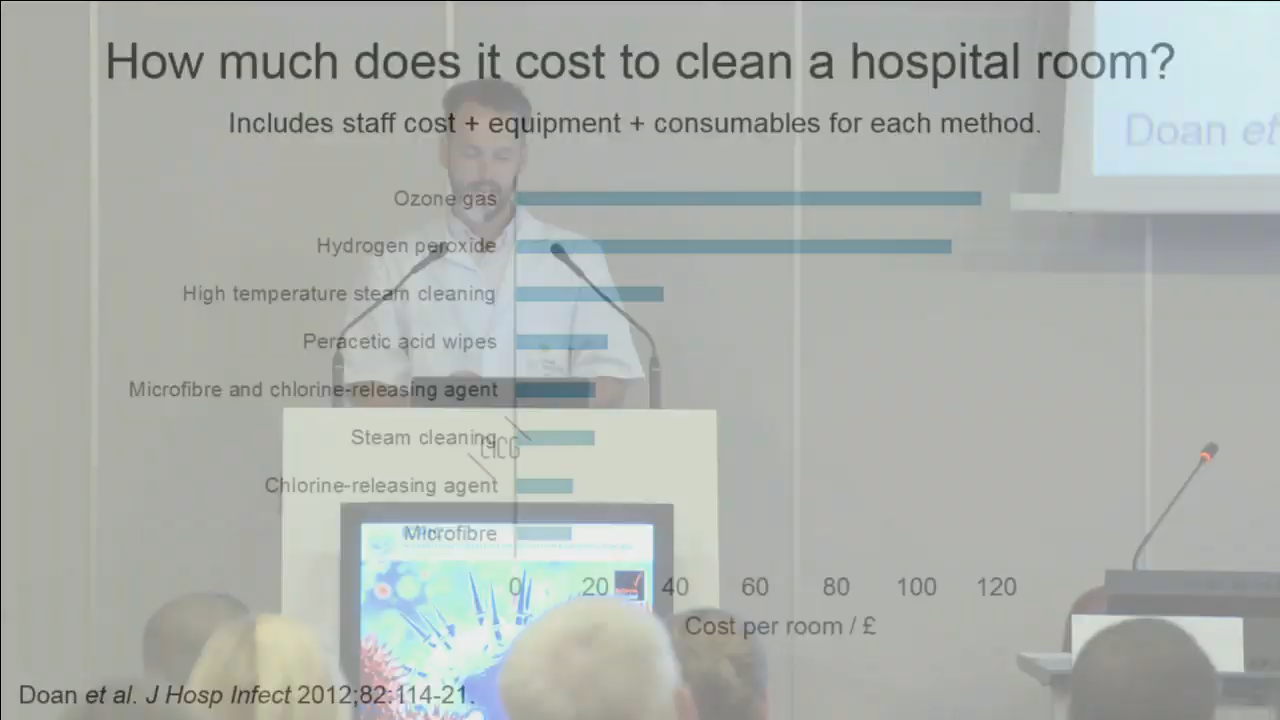 How much does it cost to clean a hospital room?
Includes staff cost + equipment + consumables for each method.
Doan et
Ozone gas
Hydrogen peroxide
High temperature steam cleaning
Peracetic acid wipes
Microfibre and chlorine-releasing agent
Steam cleaning
CICG
Chlorine-releasing agent
Microfibre
0 20 40 60 80 100 120
Cost per room / £
Doan et al. J Hosp Infect 2012;82:114-21.